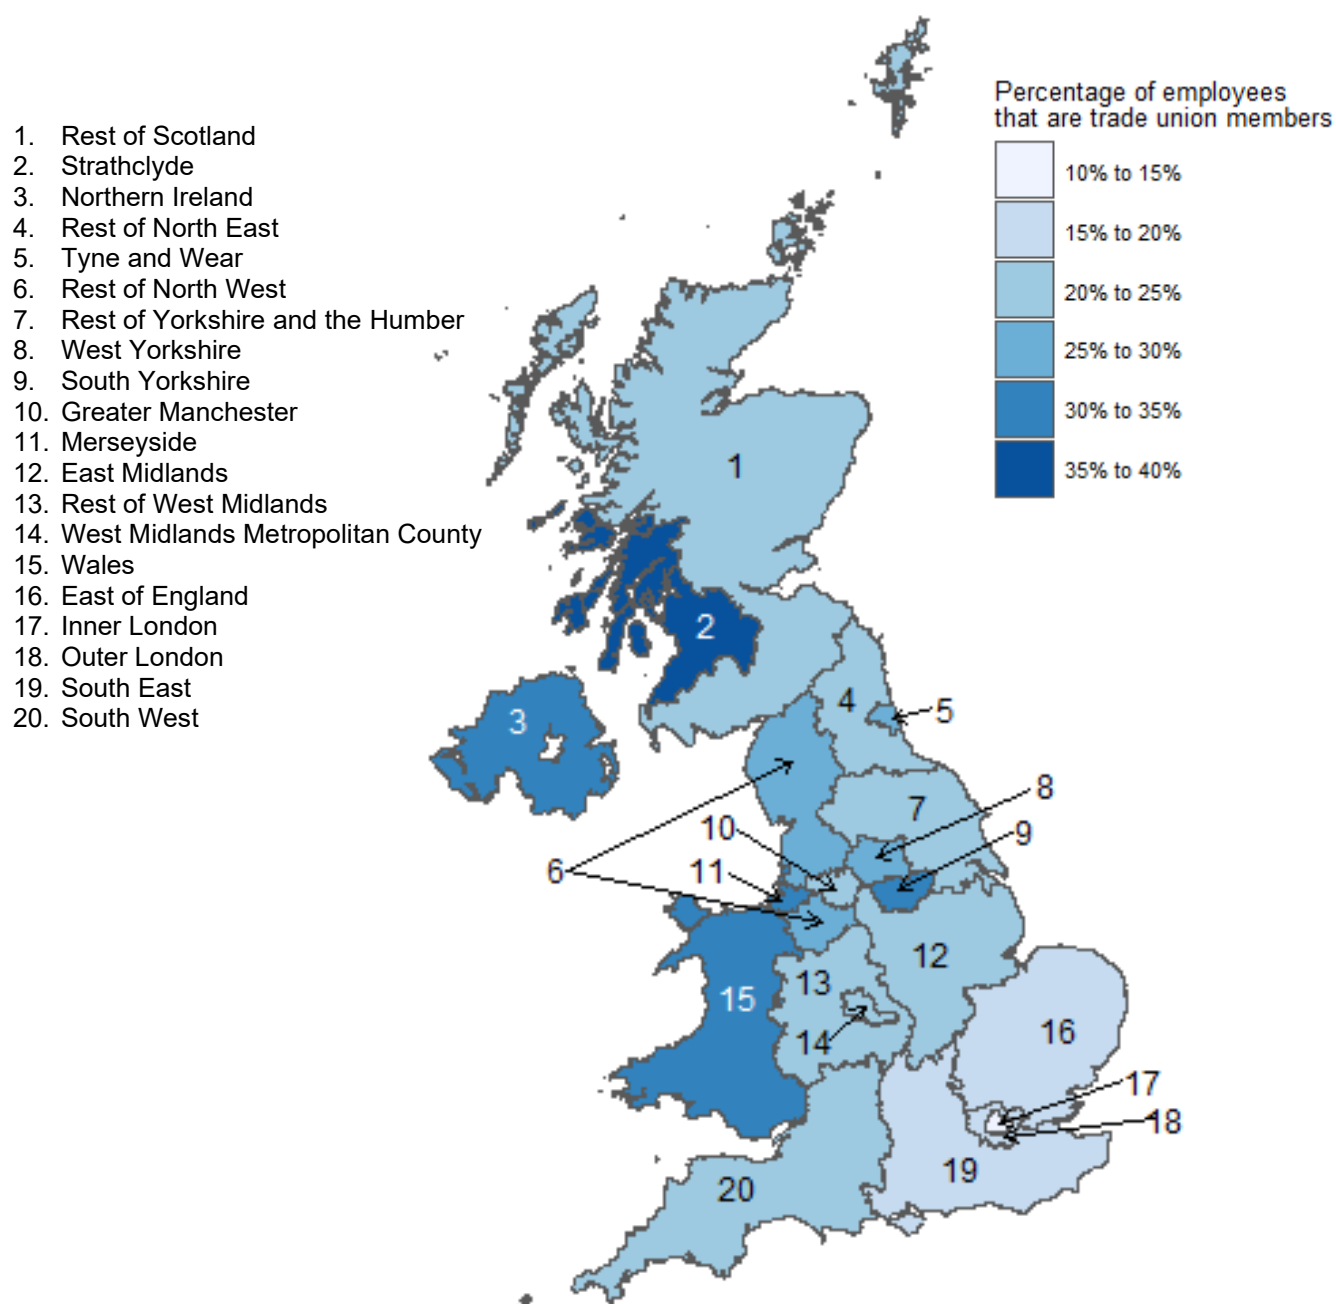 Percentage of employees
that are trade union members
10% to 15%
15% to 20%
20% to 25%
25% to 30%
30% to 35%
35% to 40%
1. Rest of Scotland
2. Strathclyde
3. Northern Ireland
4. Rest of North East
5. Tyne and Wear
6. Rest of North West
7. Rest of Yorkshire and the Humber
8. West Yorkshire
9. South Yorkshire
10. Greater Manchester
11. Merseyside
12. East Midlands
13. Rest of West Midlands
14. West Midlands Metropolitan County
15. Wales
16. East of England
17. Inner London
18. Outer London
19. South East
20. South West
1
2
3
4
5
6
7
8
9
10
11
12
13
14
15
16
17
18
19
20